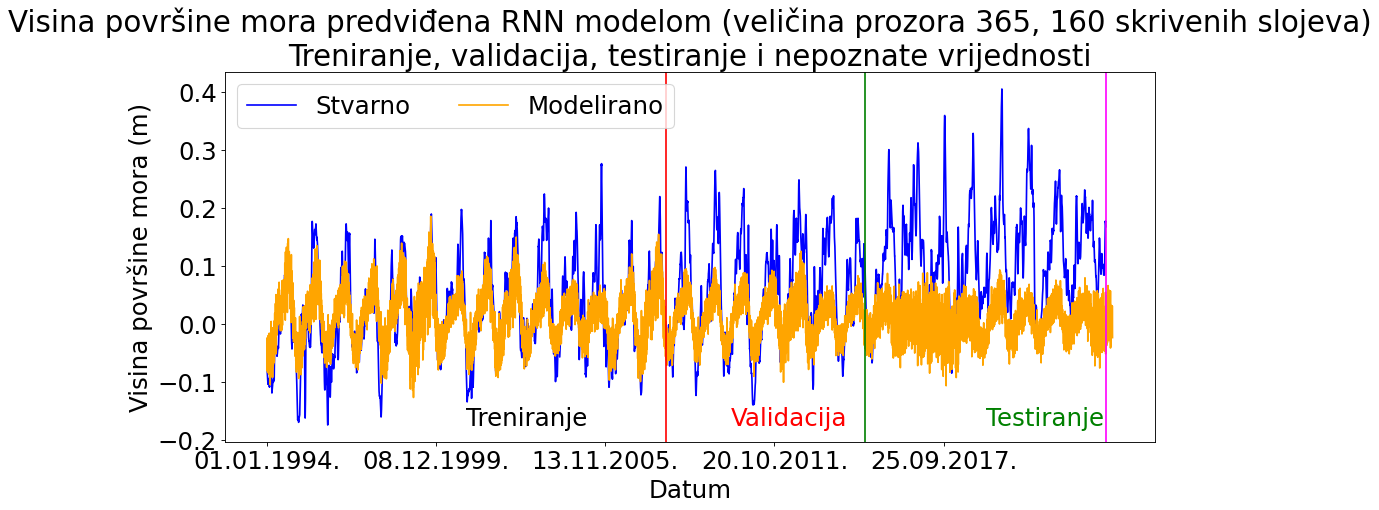 Visina površine mora predviđena RNN modelom (veličina prozora 365, 160 skrivenih slojeva)
Treniranje, validacija, testiranje i nepoznate vrijednosti
Stvarno
Modelirano
Visina površine mora (m)
0.4
0.3
0.2
0.1
0.0
−0.1
−0.2
Treniranje
Validacija
Testiranje
01.01.1994.
08.12.1999.
13.11.2005.
20.10.2011.
25.09.2017.
Datum